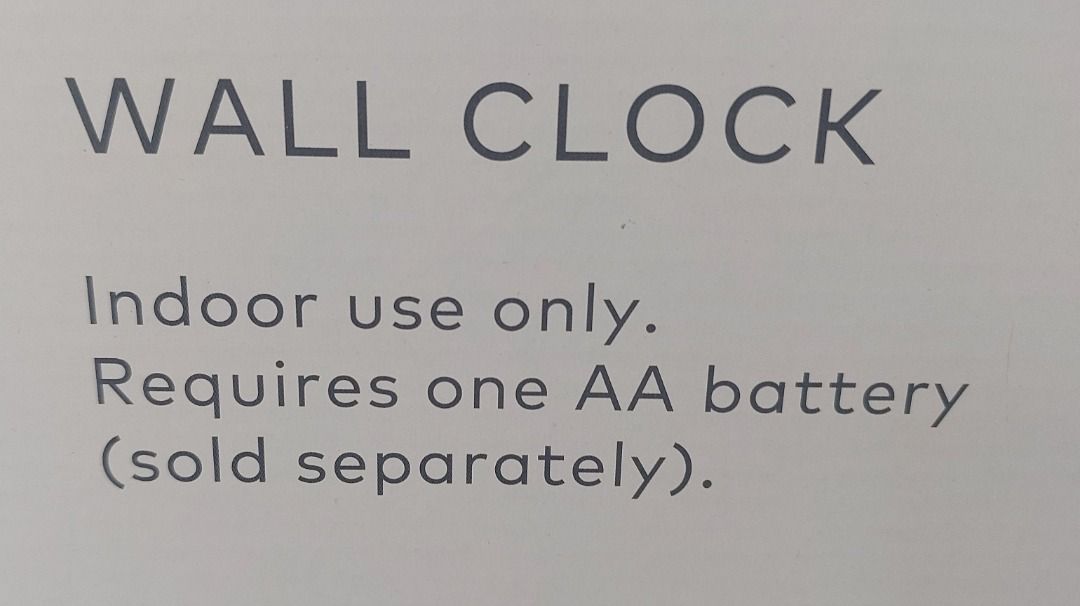 WALL CLOCK
Indoor use only.
Requires one AA battery
(sold separately).